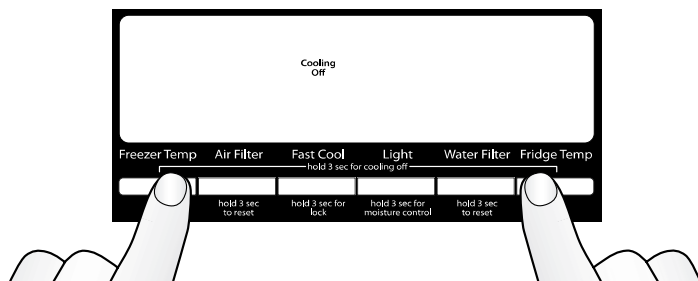 Cooling
Off
Freezer Temp Air Filter Fast Cool Light Water Filter Fridge Temp
hold 3 sec for cooling off
hold 3 sec
to reset
hold 3 sec for
lock
hold 3 sec for
moisture control
hold 3 sec
to reset